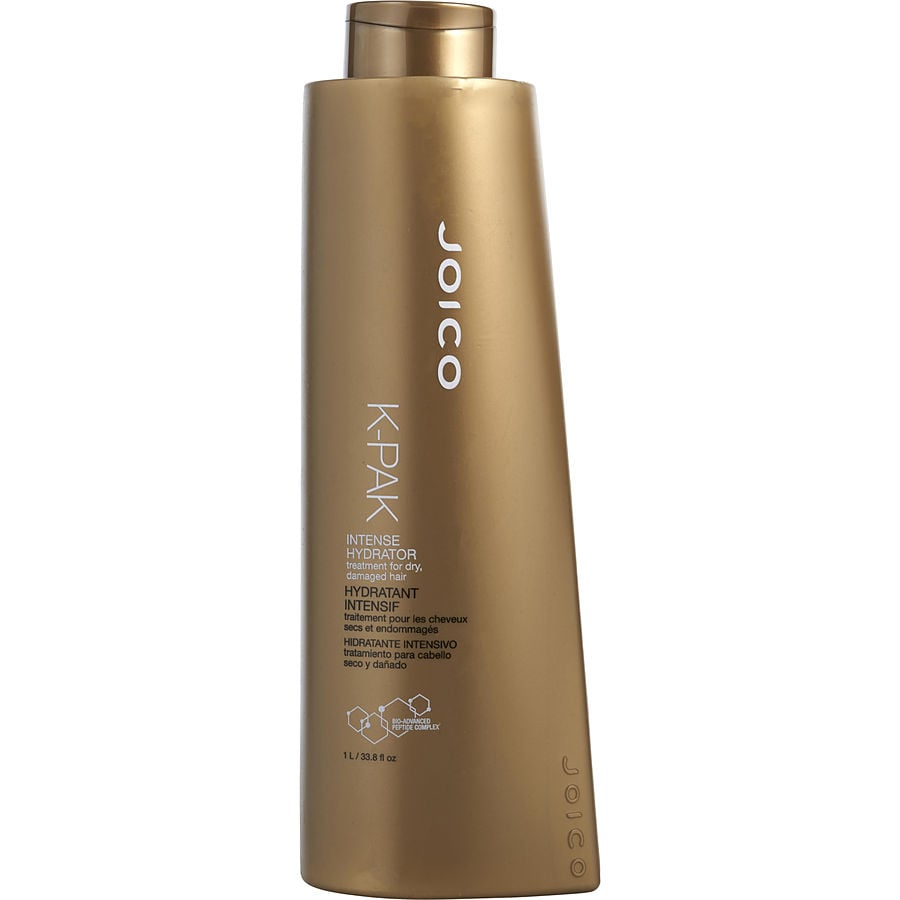 JOICO
K-PAK
INTENSE
HYDRATOR
treatment for dry,
damaged hair
HYDRATANT
INTENSIF
traitement pour les cheveux
secs et endommagés
HIDRATANTE INTENSIVO
tratamiento para cabello
seco y dañado
BIO-ADVANCED
PEPTIDE COMPLEX
1 L / 33.8 fl oz
JOICO